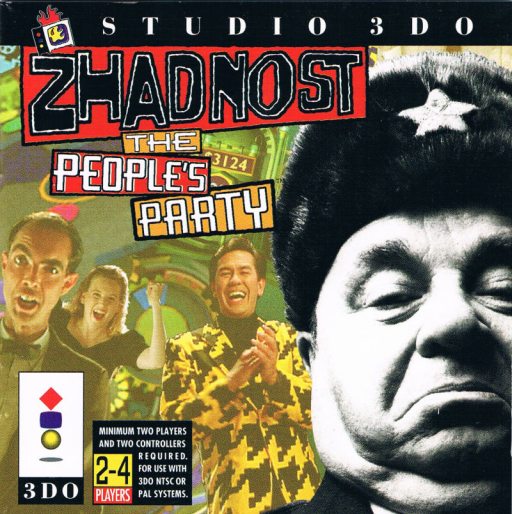 STUDIO 3DO
ZHADNOST
THE
PEOPLE'S
PARTY
3124
3DO
MINIMUM TWO PLAYERS
AND TWO CONTROLLERS
REQUIRED.
FOR USE WITH
3DO NTSC OR
PAL SYSTEMS.
2-4
PLAYERS